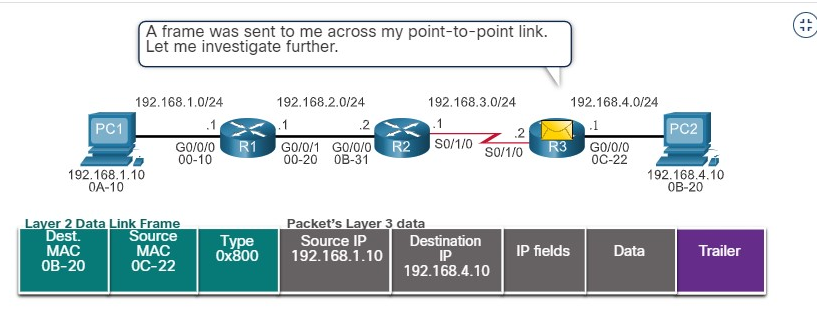 A frame was sent to me across my point-to-point link.
Let me investigate further.
192.168.1.0/24
192.168.2.0/24
192.168.3.0/24
192.168.4.0/24
PC1
.1
.1
.2
.1
.2
.1
PC2
G0/0/0
00-10
R1
G0/0/1
00-20
G0/0/0
0B-31
R2
S0/1/0
S0/1/0
R3
G0/0/0
0C-22
192.168.1.10
0A-10
192.168.4.10
0B-20
Layer 2 Data Link Frame
Packet's Layer 3 data
Dest.
MAC
0B-20
Source
MAC
0C-22
Type
0x800
Source IP
192.168.1.10
Destination
IP
192.168.4.10
IP fields
Data
Trailer